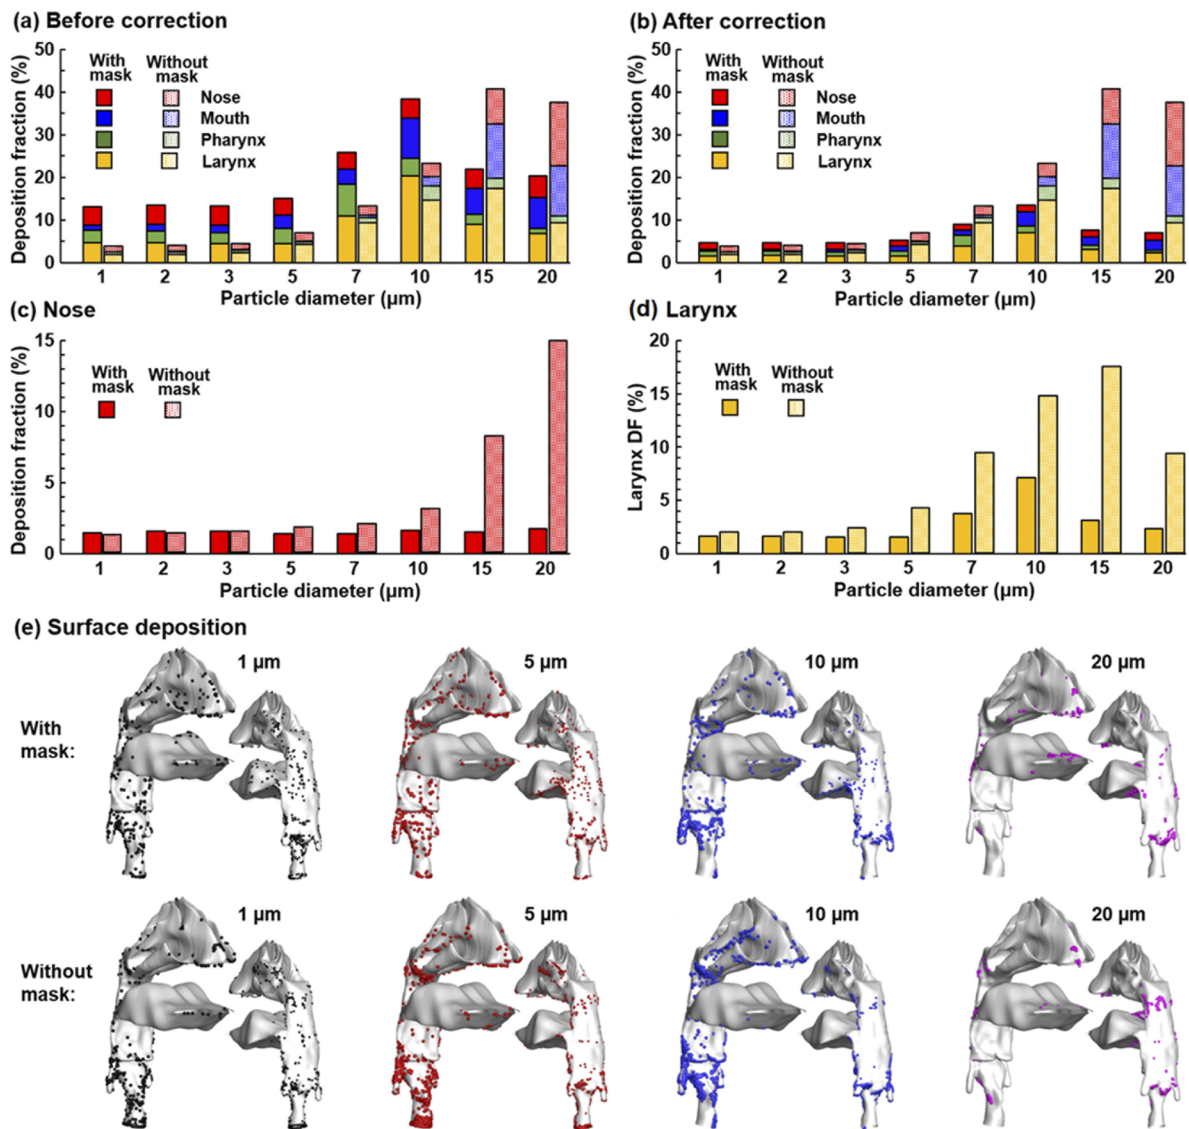 (a) Before correction
Deposition fraction (%)
50
40
30
20
10
0
With
mask
Without
mask
Nose
Mouth
Pharynx
Larynx
1 2 3 5 7 10 15 20
Particle diameter (µm)
(b) After correction
Deposition fraction (%)
50
40
30
20
10
0
With
mask
Without
mask
Nose
Mouth
Pharynx
Larynx
1 2 3 5 7 10 15 20
Particle diameter (µm)
(c) Nose
Deposition fraction (%)
15
10
5
0
With
mask
Without
mask
1 2 3 5 7 10 15 20
Particle diameter (µm)
(d) Larynx
Larynx DF (%)
20
15
10
5
0
With
mask
Without
mask
1 2 3 5 7 10 15 20
Particle diameter (µm)
(e) Surface deposition
1 µm 5 µm 10 µm 20 µm
With
mask:
1 µm 5 µm 10 µm 20 µm
Without
mask: